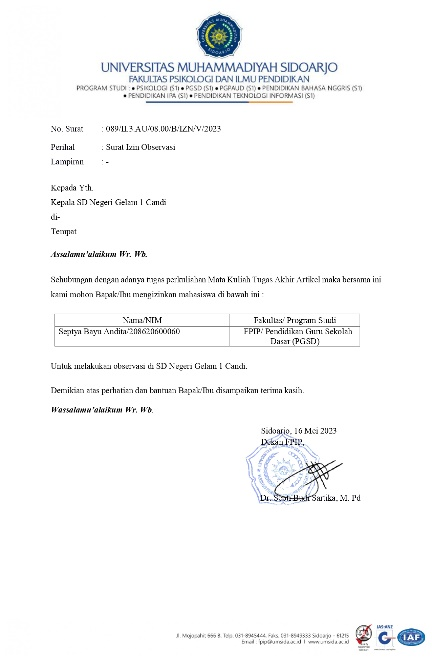 UNIVERSITAS MUHAMMADIYAH SIDOARJO
FAKULTAS PSIKOLOGI DAN ILMU PENDIDIKAN
PROGRAM STUDI : • PSIKOLOGI (S1) • PGSD (S1) • PGPAUD (S1) • PENDIDIKAN BAHASA INGGRIS (S1)
• PENDIDIKAN IPA (S1) • PENDIDIKAN TEKNOLOGI INFORMASI (S1)
No. Surat : 089/II.3.AU/08.00/B/IZN/V/2023
Perihal : Surat Izin Observasi
Lampiran : -
Kepada Yth.
Kepala SD Negeri Gelam 1 Candi
di-
Tempat
Assalamu'alaikum Wr. Wb.
Sehubungan dengan adanya tugas perkuliahan Mata Kuliah Tugas Akhir Artikel maka bersama ini
kami mohon Bapak/Ibu mengizinkan mahasiswa di bawah ini :
Nama/NIM Fakultas/ Program Studi
Septya Bayu Andita/208620600060 FPIP/ Pendidikan Guru Sekolah
Dasar (PGSD)
Untuk melakukan observasi di SD Negeri Gelam 1 Candi.
Demikian atas perhatian dan bantuan Bapak/Ibu disampaikan terima kasih.
Wassalamu'alaikum Wr. Wb.
Sidoarjo, 16 Mei 2023
Dekan FPIP,
Dr. Septi Budi Sartika, M. Pd
Jl. Mojopahit 666 B, Telp. 031-8945444, Faks. 031-8949333 Sidoarjo - 61215
Email : fpip@umsida.ac.id | www.umsida.ac.id
IAF